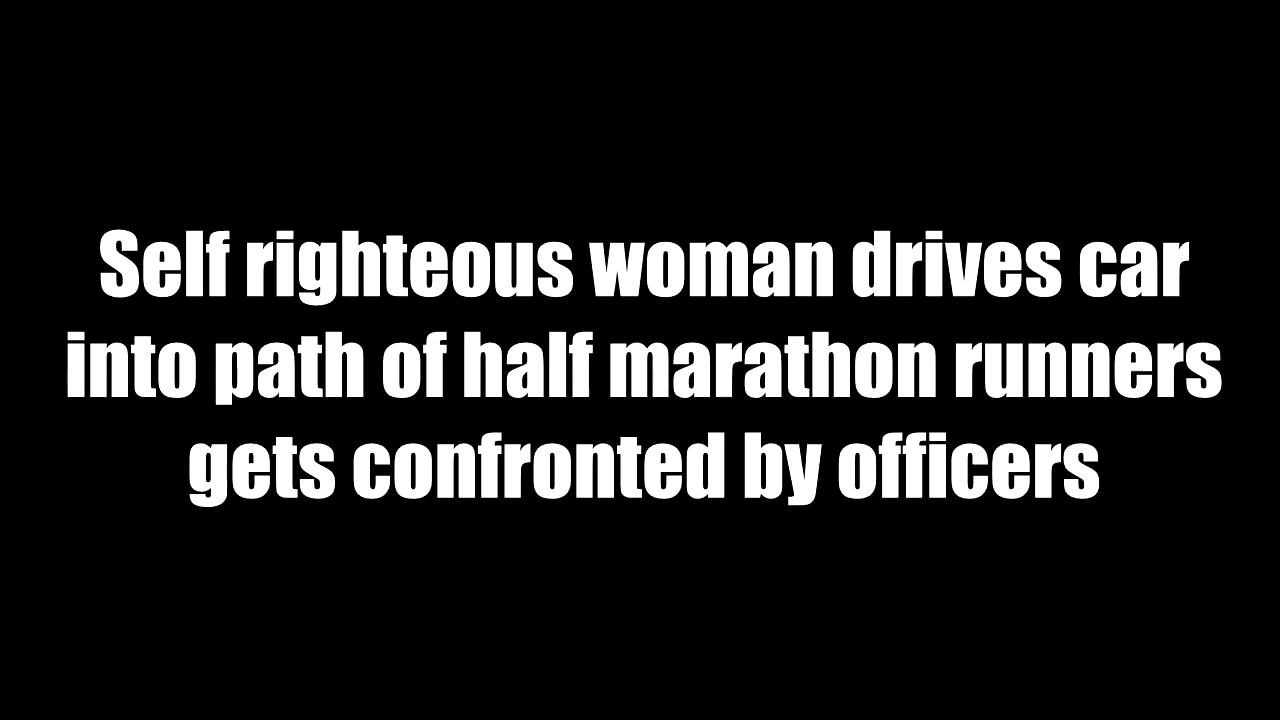 Self righteous woman drives car
into path of half marathon runners
gets confronted by officers